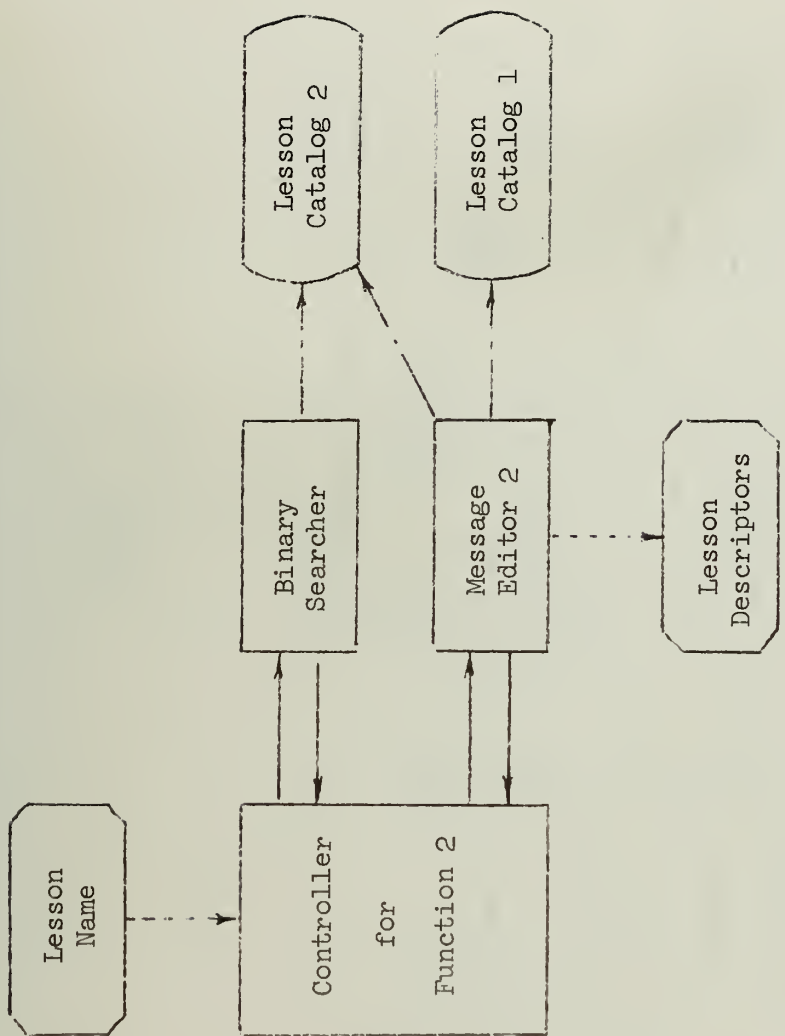 Lesson
Name
Controller
for
Function 2
Binary
Searcher
Message
Editor 2
Lesson
Catalog 2
Lesson
Catalog 1
Lesson
Descriptors